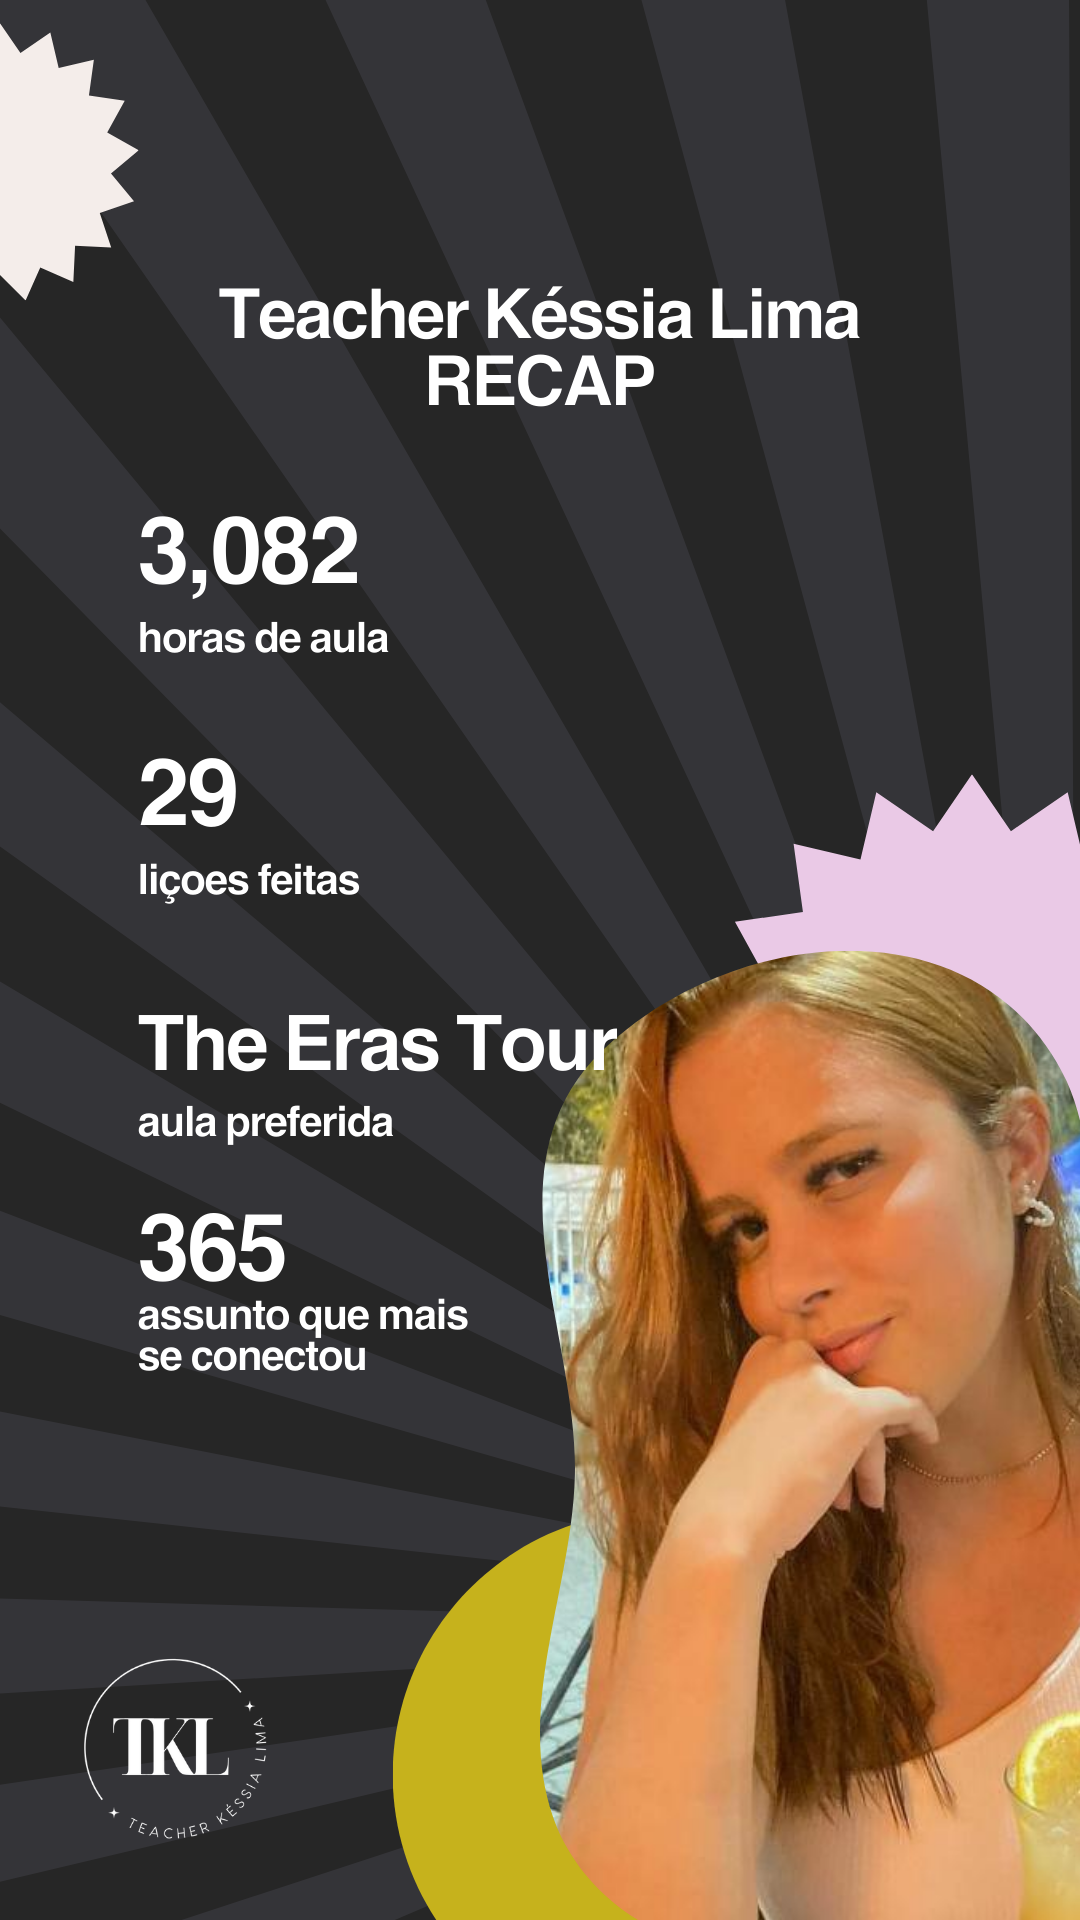 Teacher Késsia Lima
RECAP
3,082
horas de aula
29
liçoes feitas
The Eras Tour
aula preferida
365
assunto que mais
se conectou
TKL
TEACHER KÉSSIA LIMA